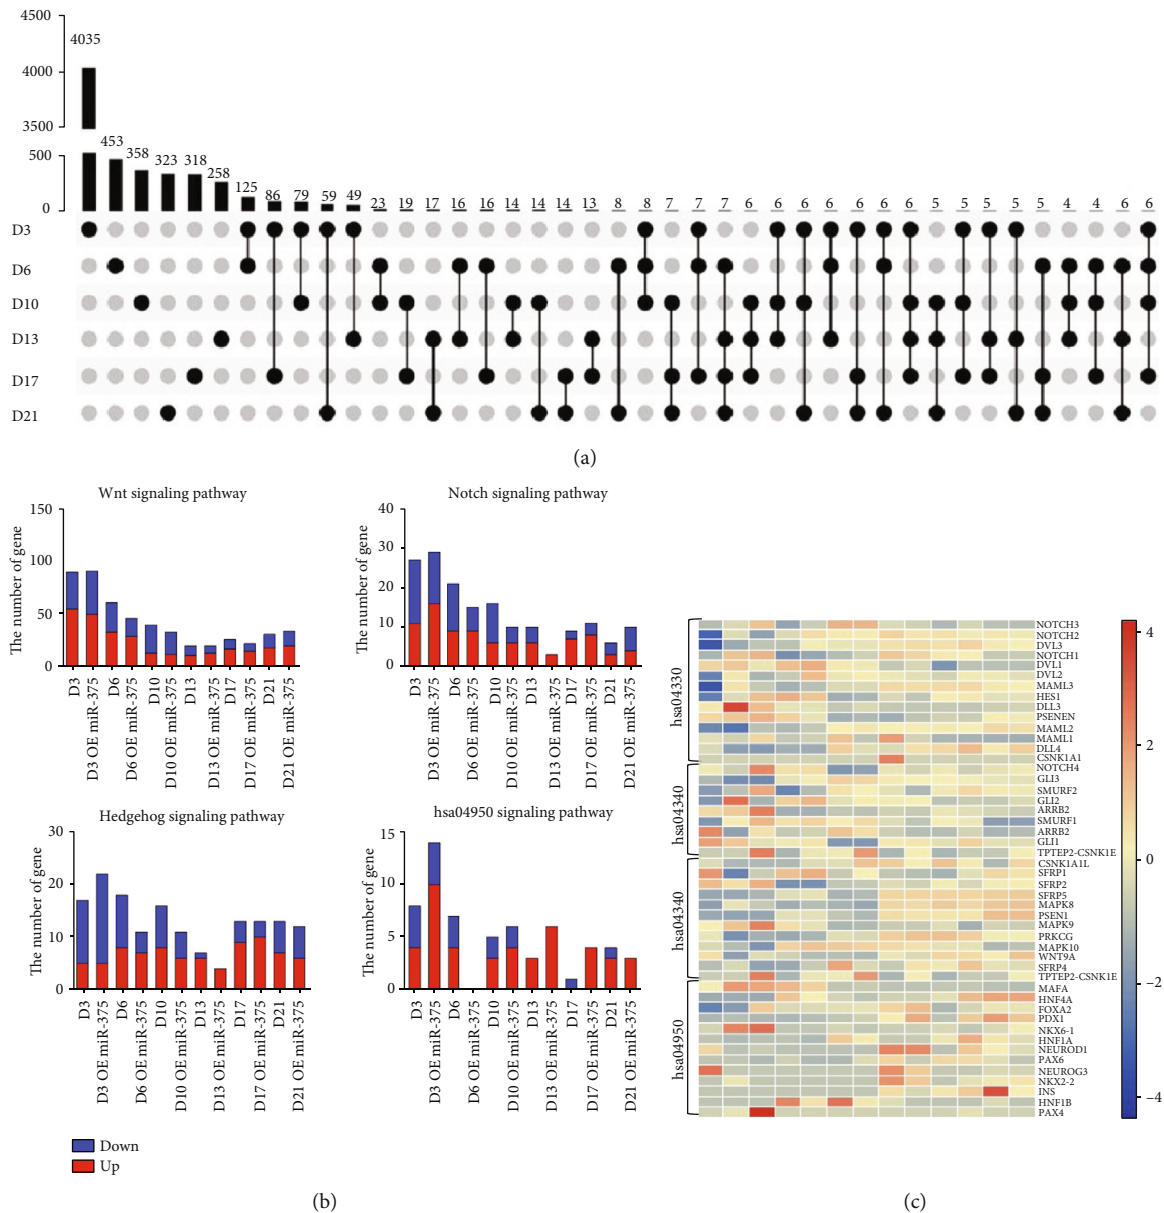 4500
4000
3500
500
0
4035
453
358
323
318
258
125
86
79
59
49
23
19
17
16
16
14
14
14
13
8
8
7
7
7
6
6
6
6
6
6
5
5
5
5
5
4
4
6
6
D3
D6
D10
D13
D17
D21
(a)
Wnt signaling pathway
The number of gene
150
100
50
0
D3
D3 OE miR-375
D6
D6 OE miR-375
D10
D10 OE miR-375
D13
D13 OE miR-375
D17
D17 OE miR-375
D21
D21 OE miR-375
Notch signaling pathway
The number of gene
40
30
20
10
0
D3
D3 OE miR-375
D6
D6 OE miR-375
D10
D10 OE miR-375
D13
D13 OE miR-375
D17
D17 OE miR-375
D21
D21 OE miR-375
Hedgehog signaling pathway
The number of gene
30
20
10
0
D3
D3 OE miR-375
D6
D6 OE miR-375
D10
D10 OE miR-375
D13
D13 OE miR-375
D17
D17 OE miR-375
D21
D21 OE miR-375
hsa04950 signaling pathway
The number of gene
15
10
5
0
D3
D3 OE miR-375
D6
D6 OE miR-375
D10
D10 OE miR-375
D13
D13 OE miR-375
D17
D17 OE miR-375
D21
D21 OE miR-375
Down
Up
(b)
hsa04330
hsa04340
hsa04340
hsa04950
NOTCH3
NOTCH2
DVL3
NOTCH1
DVL1
DVL2
MAML3
HES1
DLL3
PSENEN
MAML2
MAML1
DLL4
CSNK1A1
NOTCH4
GLI3
SMURF2
GLI2
ARRB2
SMURF1
ARRB2
GLI1
TPTEP2-CSNK1E
CSNK1A1L
SFRP1
SFRP2
SFRP5
MAPK8
PSEN1
MAPK9
PRKCG
MAPK10
WNT9A
SFRP4
TPTEP2-CSNK1E
MAFA
HNF4A
FOXA2
PDX1
NKX6-1
HNF1A
NEUROD1
PAX6
NEUROG3
NKX2-2
INS
HNF1B
PAX4
4
2
0
−2
−4
(c)